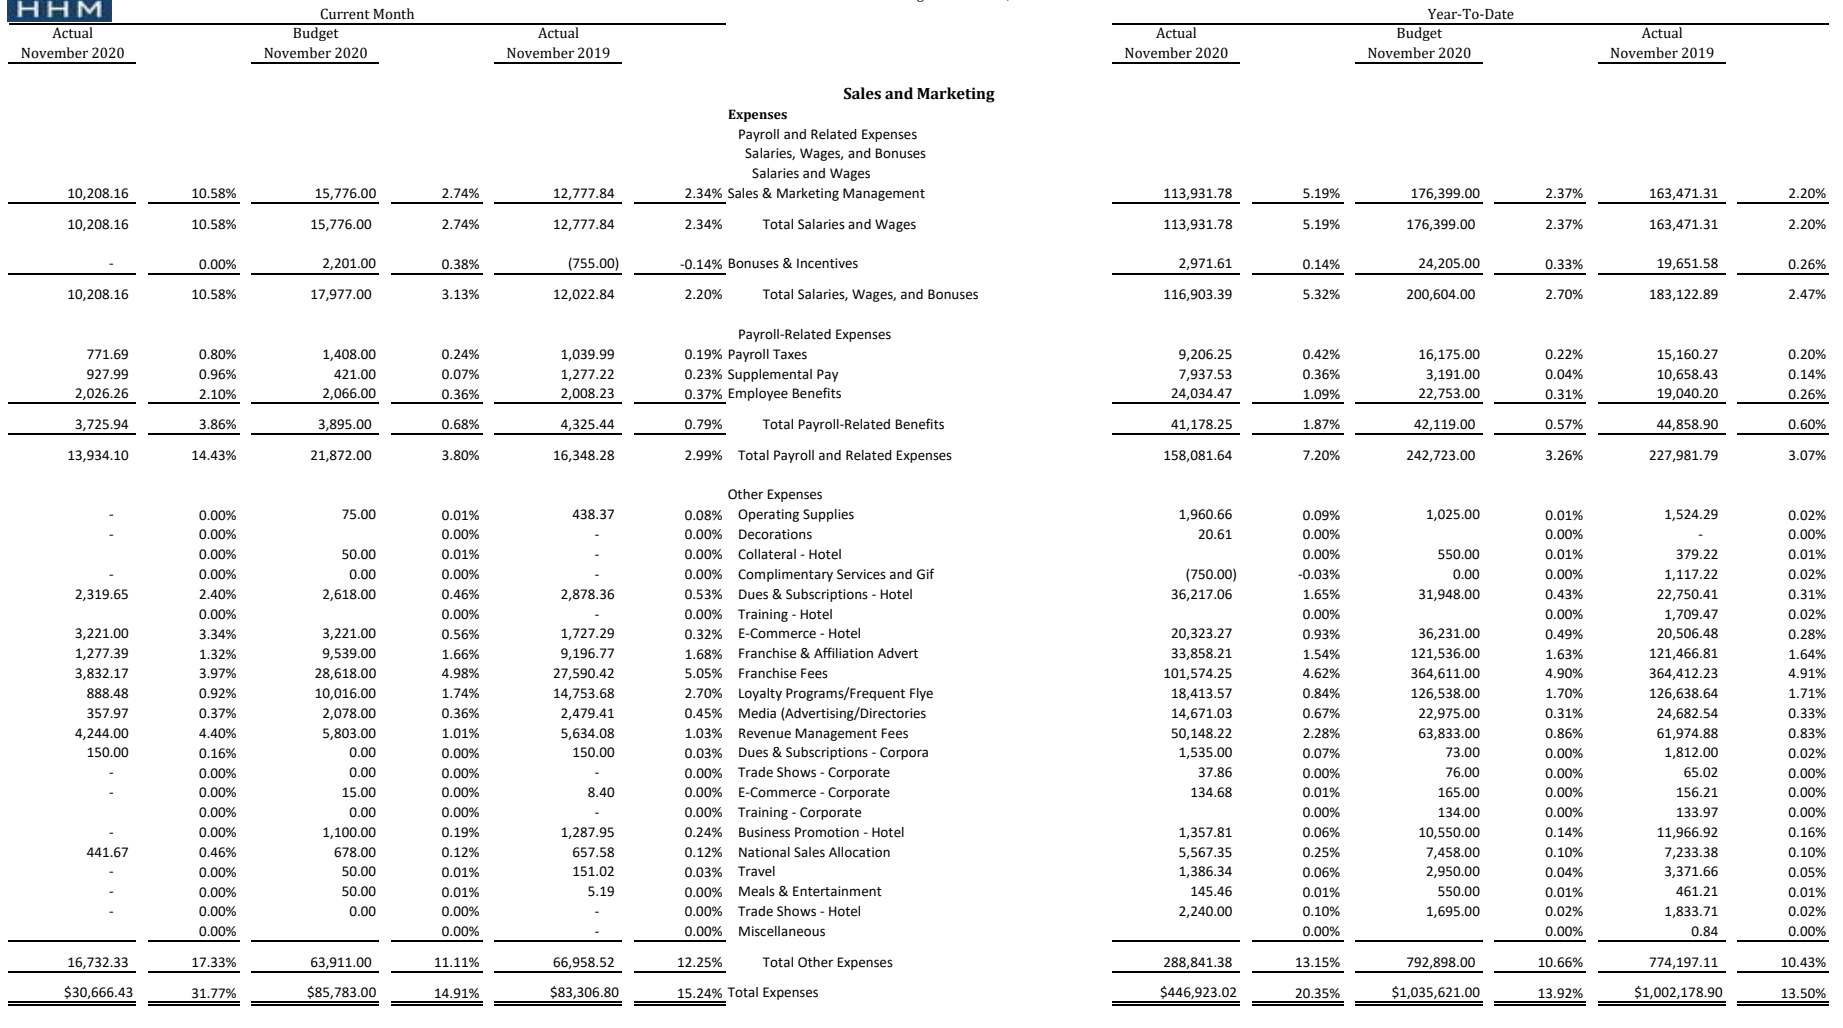 HHM
Current Month Year-To-Date
Actual Budget Actual Actual Budget Actual
November 2020 November 2020 November 2019 November 2020 November 2020 November 2019
Sales and Marketing
Expenses
Payroll and Related Expenses
Salaries, Wages, and Bonuses
Salaries and Wages
10,208.16 10.58% 15,776.00 2.74% 12,777.84 2.34% Sales & Marketing Management 113,931.78 5.19% 176,399.00 2.37% 163,471.31 2.20%
10,208.16 10.58% 15,776.00 2.74% 12,777.84 2.34% Total Salaries and Wages 113,931.78 5.19% 176,399.00 2.37% 163,471.31 2.20%
- 0.00% 2,201.00 0.38% (755.00) -0.14% Bonuses & Incentives 2,971.61 0.14% 24,205.00 0.33% 19,651.58 0.26%
10,208.16 10.58% 17,977.00 3.13% 12,022.84 2.20% Total Salaries, Wages, and Bonuses 116,903.39 5.32% 200,604.00 2.70% 183,122.89 2.47%
Payroll-Related Expenses
771.69 0.80% 1,408.00 0.24% 1,039.99 0.19% Payroll Taxes 9,206.25 0.42% 16,175.00 0.22% 15,160.27 0.20%
927.99 0.96% 421.00 0.07% 1,277.22 0.23% Supplemental Pay 7,937.53 0.36% 3,191.00 0.04% 10,658.43 0.14%
2,026.26 2.10% 2,066.00 0.36% 2,008.23 0.37% Employee Benefits 24,034.47 1.09% 22,753.00 0.31% 19,040.20 0.26%
3,725.94 3.86% 3,895.00 0.68% 4,325.44 0.79% Total Payroll-Related Benefits 41,178.25 1.87% 42,119.00 0.57% 44,858.90 0.60%
13,934.10 14.43% 21,872.00 3.80% 16,348.28 2.99% Total Payroll and Related Expenses 158,081.64 7.20% 242,723.00 3.26% 227,981.79 3.07%
Other Expenses
- 0.00% 75.00 0.01% 438.37 0.08% Operating Supplies 1,960.66 0.09% 1,025.00 0.01% 1,524.29 0.02%
- 0.00% 0.00% - 0.00% Decorations 20.61 0.00% 0.00% - 0.00%
0.00% 50.00 0.01% - 0.00% Collateral - Hotel 0.00% 550.00 0.01% 379.22 0.01%
- 0.00% 0.00 0.00% - 0.00% Complimentary Services and Gif (750.00) -0.03% 0.00 0.00% 1,117.22 0.02%
2,319.65 2.40% 2,618.00 0.46% 2,878.36 0.53% Dues & Subscriptions - Hotel 36,217.06 1.65% 31,948.00 0.43% 22,750.41 0.31%
0.00% 0.00% - 0.00% Training - Hotel 0.00% 0.00% 1,709.47 0.02%
3,221.00 3.34% 3,221.00 0.56% 1,727.29 0.32% E-Commerce - Hotel 20,323.27 0.93% 36,231.00 0.49% 20,506.48 0.28%
1,277.39 1.32% 9,539.00 1.66% 9,196.77 1.68% Franchise & Affiliation Advert 33,858.21 1.54% 121,536.00 1.63% 121,466.81 1.64%
3,832.17 3.97% 28,618.00 4.98% 27,590.42 5.05% Franchise Fees 101,574.25 4.62% 364,611.00 4.90% 364,412.23 4.91%
888.48 0.92% 10,016.00 1.74% 14,753.68 2.70% Loyalty Programs/Frequent Flye 18,413.57 0.84% 126,538.00 1.70% 126,638.64 1.71%
357.97 0.37% 2,078.00 0.36% 2,479.41 0.45% Media (Advertising/Directories 14,671.03 0.67% 22,975.00 0.31% 24,682.54 0.33%
4,244.00 4.40% 5,803.00 1.01% 5,634.08 1.03% Revenue Management Fees 50,148.22 2.28% 63,833.00 0.86% 61,974.88 0.83%
150.00 0.16% 0.00 0.00% 150.00 0.03% Dues & Subscriptions - Corpora 1,535.00 0.07% 73.00 0.00% 1,812.00 0.02%
- 0.00% 0.00 0.00% - 0.00% Trade Shows - Corporate 37.86 0.00% 76.00 0.00% 65.02 0.00%
- 0.00% 15.00 0.00% 8.40 0.00% E-Commerce - Corporate 134.68 0.01% 165.00 0.00% 156.21 0.00%
0.00% 0.00 0.00% - 0.00% Training - Corporate 0.00% 134.00 0.00% 133.97 0.00%
- 0.00% 1,100.00 0.19% 1,287.95 0.24% Business Promotion - Hotel 1,357.81 0.06% 10,550.00 0.14% 11,966.92 0.16%
441.67 0.46% 678.00 0.12% 657.58 0.12% National Sales Allocation 5,567.35 0.25% 7,458.00 0.10% 7,233.38 0.10%
- 0.00% 50.00 0.01% 151.02 0.03% Travel 1,386.34 0.06% 2,950.00 0.04% 3,371.66 0.05%
- 0.00% 50.00 0.01% 5.19 0.00% Meals & Entertainment 145.46 0.01% 550.00 0.01% 461.21 0.01%
- 0.00% 0.00 0.00% - 0.00% Trade Shows - Hotel 2,240.00 0.10% 1,695.00 0.02% 1,833.71 0.02%
0.00% 0.00% - 0.00% Miscellaneous 0.00% 0.00% 0.84 0.00%
16,732.33 17.33% 63,911.00 11.11% 66,958.52 12.25% Total Other Expenses 288,841.38 13.15% 792,898.00 10.66% 774,197.11 10.43%
$30,666.43 31.77% $85,783.00 14.91% $83,306.80 15.24% Total Expenses $446,923.02 20.35% $1,035,621.00 13.92% $1,002,178.90 13.50%